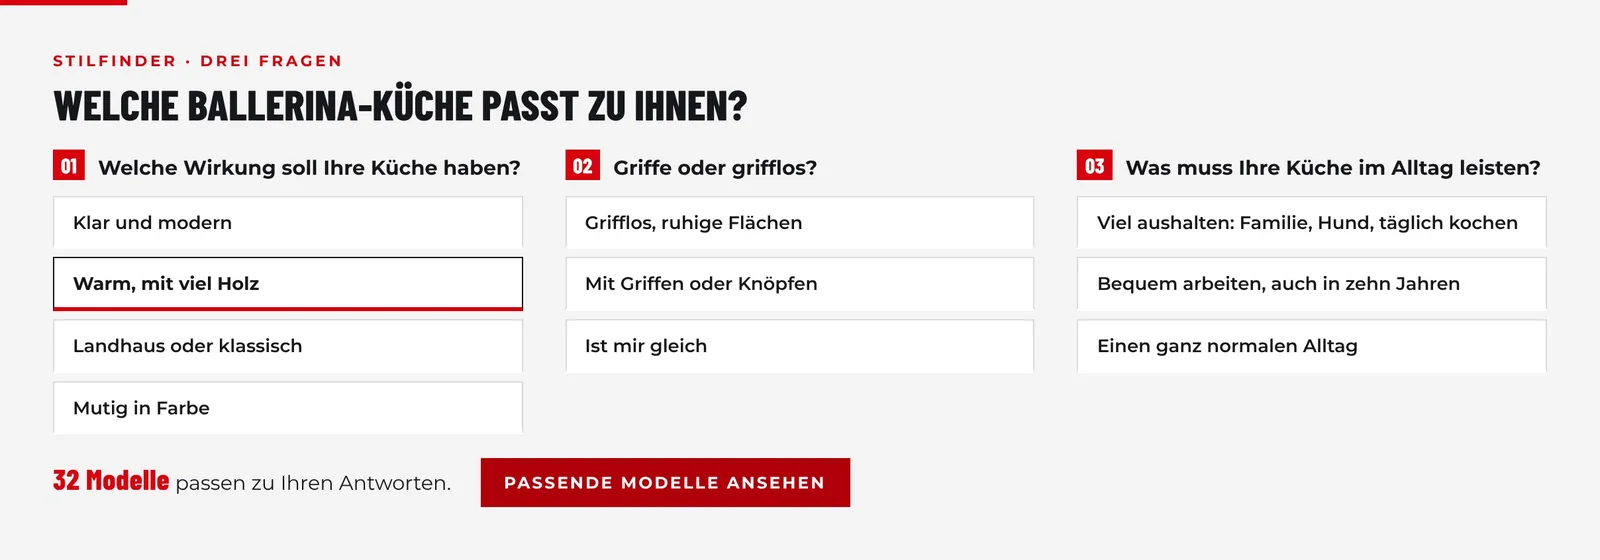 STILFINDER · DREI FRAGEN
WELCHE BALLERINA-KÜCHE PASST ZU IHNEN?
01 Welche Wirkung soll Ihre Küche haben?
Klar und modern
Warm, mit viel Holz
Landhaus oder klassisch
Mutig in Farbe
02 Griffe oder grifflos?
Grifflos, ruhige Flächen
Mit Griffen oder Knöpfen
Ist mir gleich
03 Was muss Ihre Küche im Alltag leisten?
Viel aushalten: Familie, Hund, täglich kochen
Bequem arbeiten, auch in zehn Jahren
Einen ganz normalen Alltag
32 Modelle passen zu Ihren Antworten.
PASSENDE MODELLE ANSEHEN